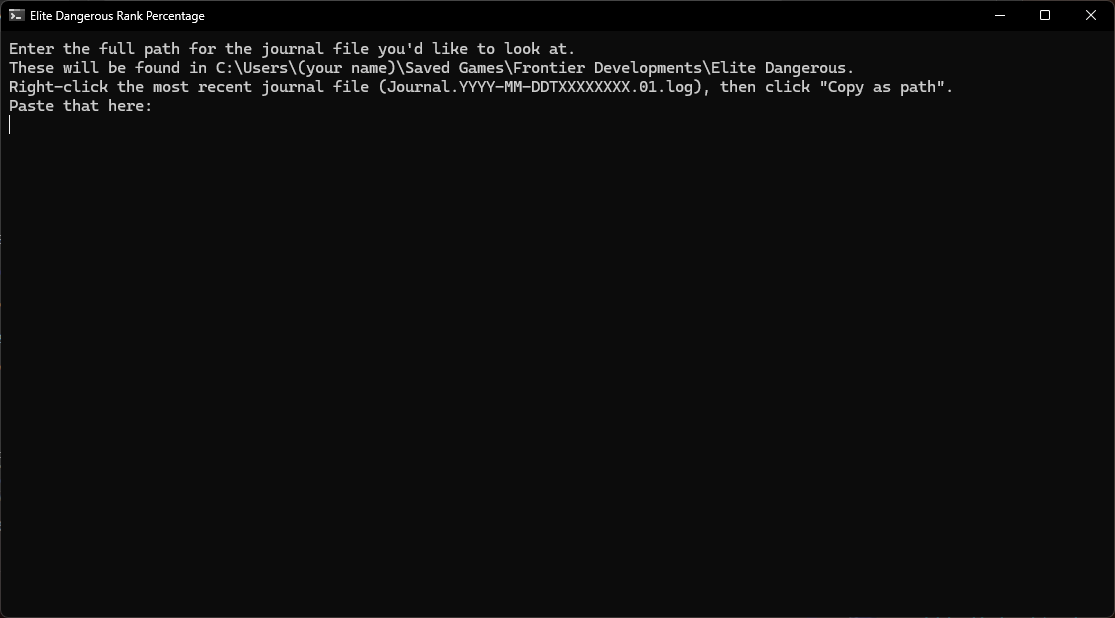 Elite Dangerous Rank Percentage
Enter the full path for the journal file you'd like to look at.
These will be found in C:\Users\(your name)\Saved Games\Frontier Developments\Elite Dangerous.
Right-click the most recent journal file (Journal.YYYY-MM-DDTXXXXXXXX.01.log), then click "Copy as path".
Paste that here: